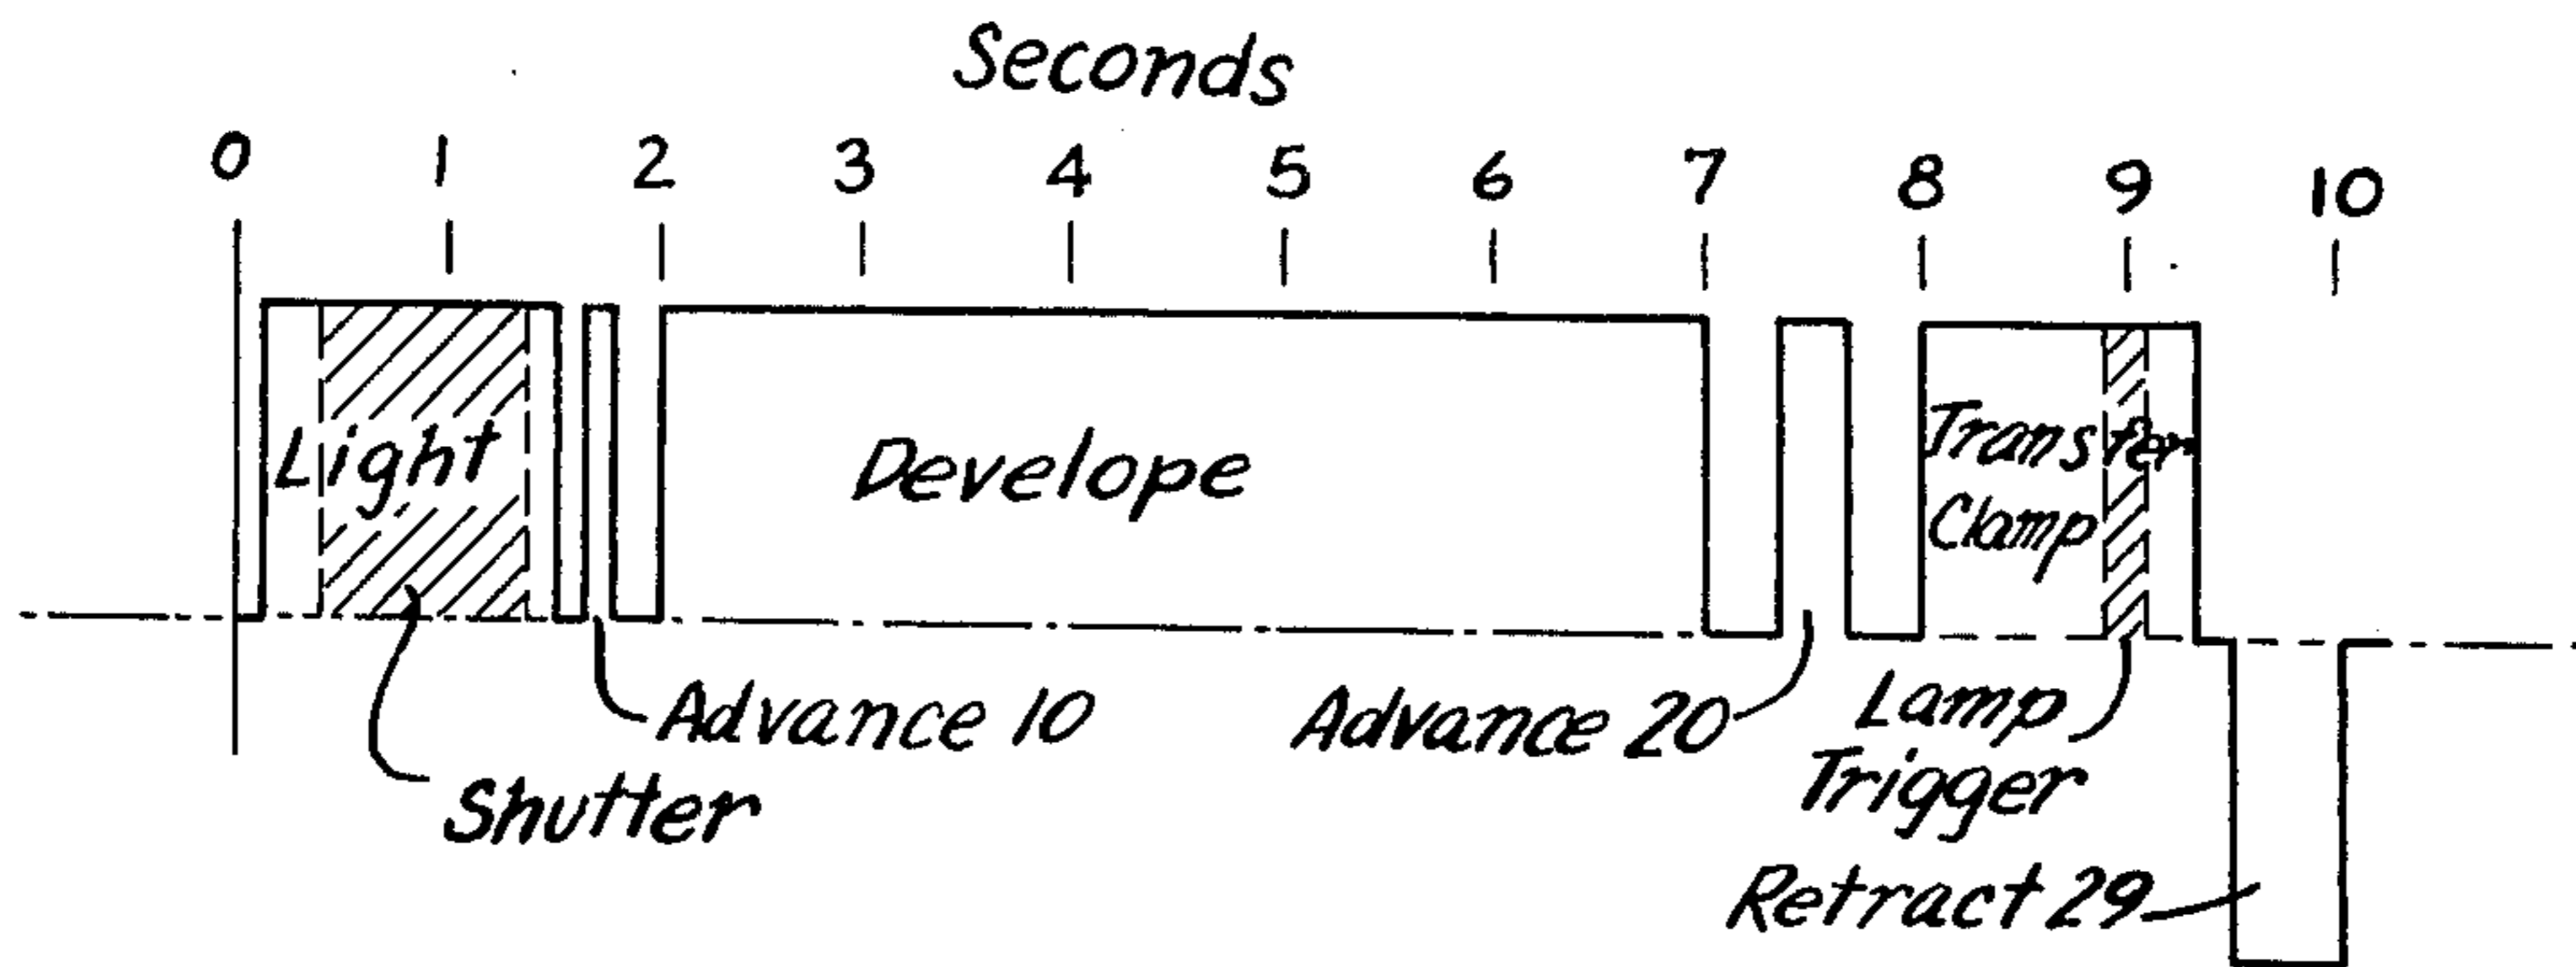 Seconds
0 1 2 3 4 5 6 7 8 9 10
Light
Develope
Transfer
Clamp
Advance 10
Shutter
Advance 20
Lamp
Trigger
Retract 29